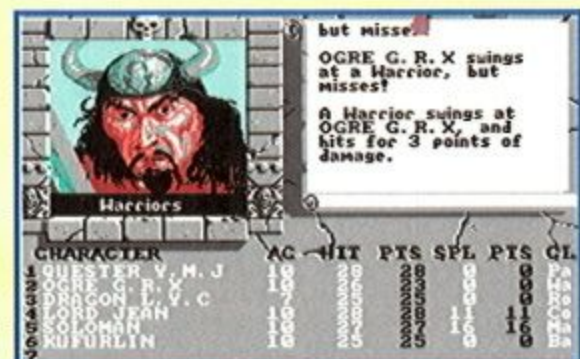 but misse
OGRE G. R. X swings
at a Warrior, but
misses!
A Warrior swings at
OGRE G. R. X, and
hits for 3 points of
damage.
Warriors
CHARACTER AC HIT PTS SPL PTS CL
1 QUESTER V. M. J 10 28 28 0 0 Pa
2 OGRE G. R. X 10 26 23 0 0 Wa
3 DRAGON L. V. C 7 25 25 0 0 Ro
4 LORD JEAN 10 28 28 11 11 Co
5 SOLOMAN 10 27 27 16 16 Ma
6 KUFURLIN 10 25 25 0 0 Ba
7